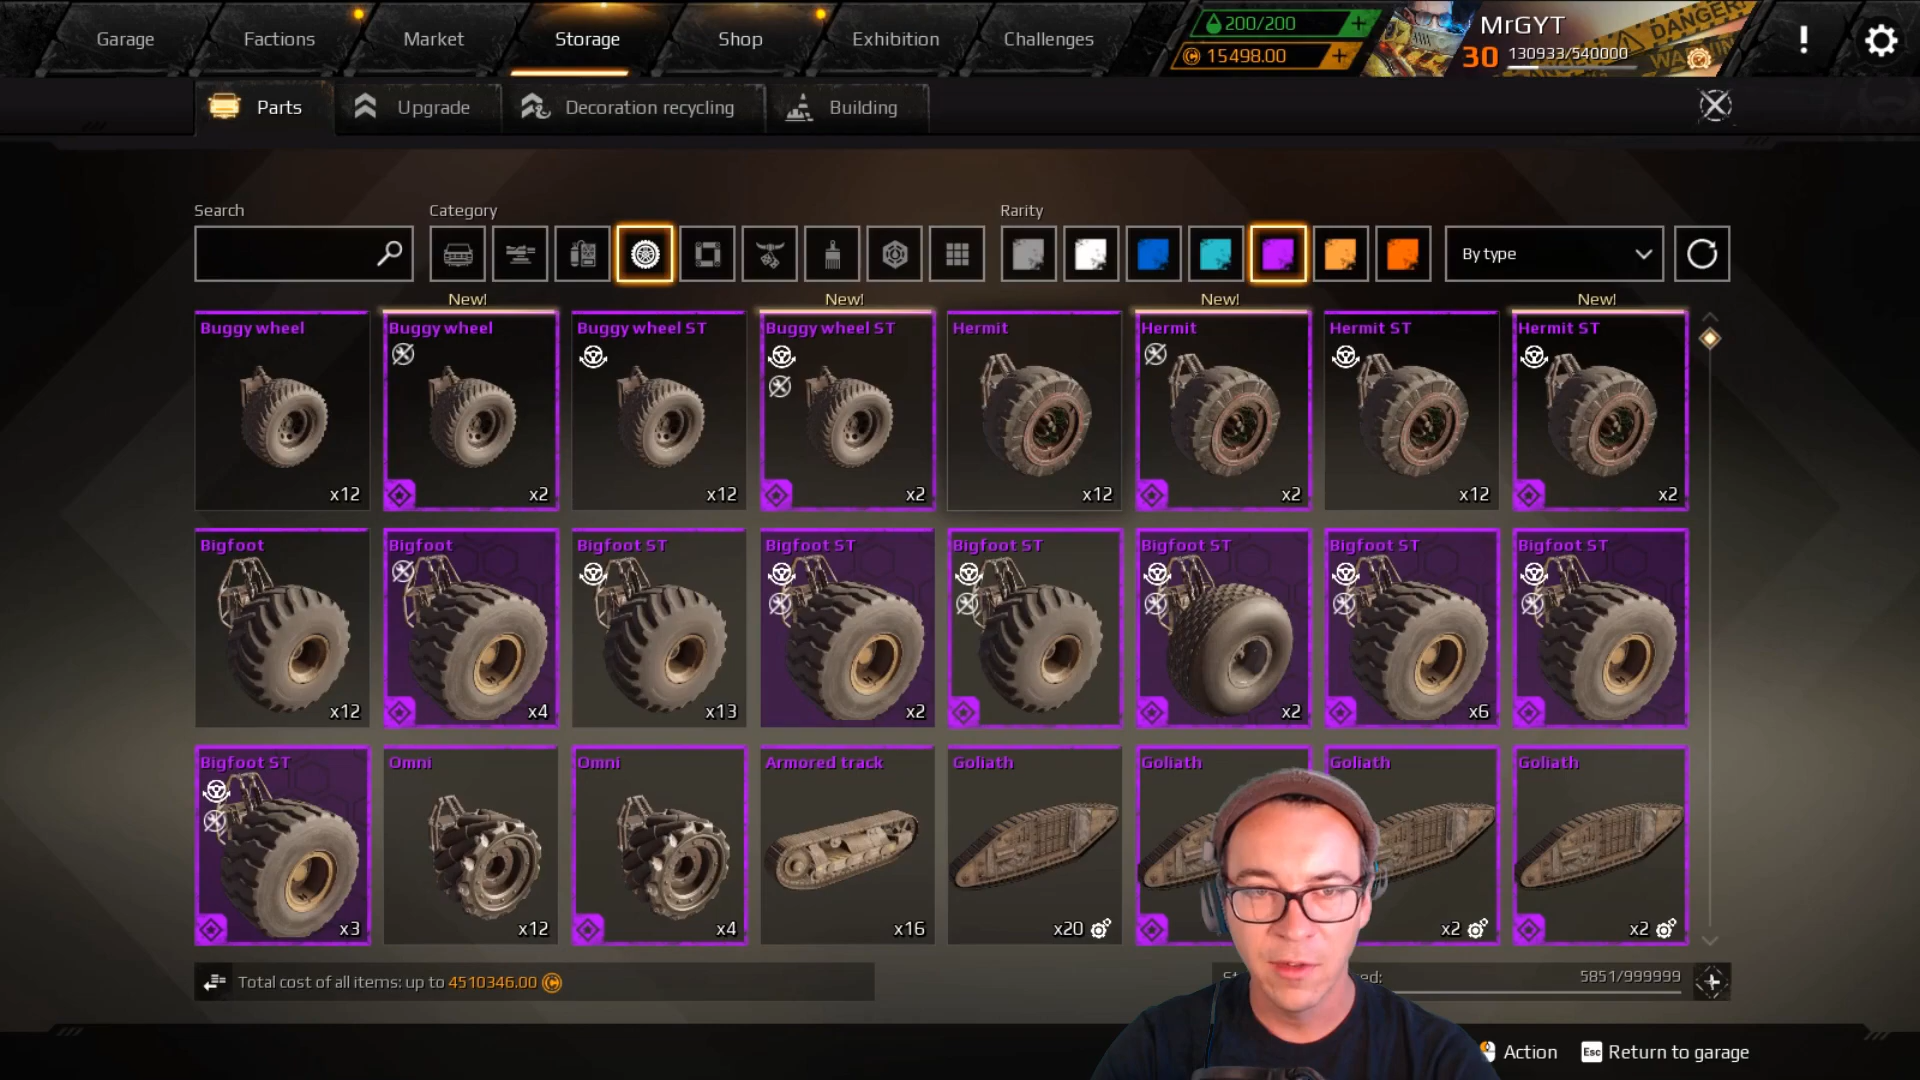 Garage
Factions
Market
Storage
Shop
Exhibition
Challenges
200/200
15498.00
MrGYT
30 130933/540000
DANGER!
Parts
Upgrade
Decoration recycling
Building
Search
Category
Rarity
By type
New!
New!
New!
New!
Buggy wheel
Buggy wheel
Buggy wheel ST
Buggy wheel ST
Hermit
Hermit
Hermit ST
Hermit ST
x12
x2
x12
x2
x12
x2
x12
x2
Bigfoot
Bigfoot
Bigfoot ST
Bigfoot ST
Bigfoot ST
Bigfoot ST
Bigfoot ST
Bigfoot ST
x12
x4
x13
x2
x2
x6
Bigfoot ST
Omni
Omni
Armored track
Goliath
Goliath
Goliath
Goliath
x3
x12
x4
x16
x20
x2
x2
Total cost of all items: up to 4510346.00
5851/999999
Action
Esc Return to garage